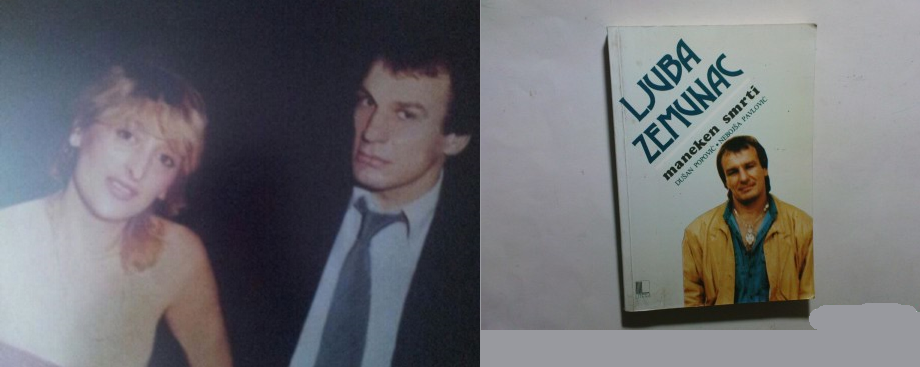 LJUBA
ZEMUNAC
maneken smrti
DUŠAN POPOVIĆ • NEBOJŠA PAVLOVIĆ